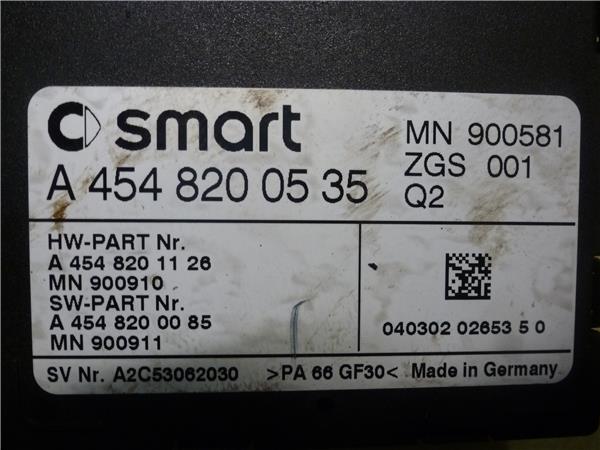 smart
MN 900581
A 454 820 0535
ZGS 001
Q2
HW-PART Nr.
A 454 820 11 26
MN 900910
SW-PART Nr.
A 454 820 00 85
MN 900911
040302 02653 5 0
SV Nr. A2C53062030 >PA 66 GF30< Made in Germany